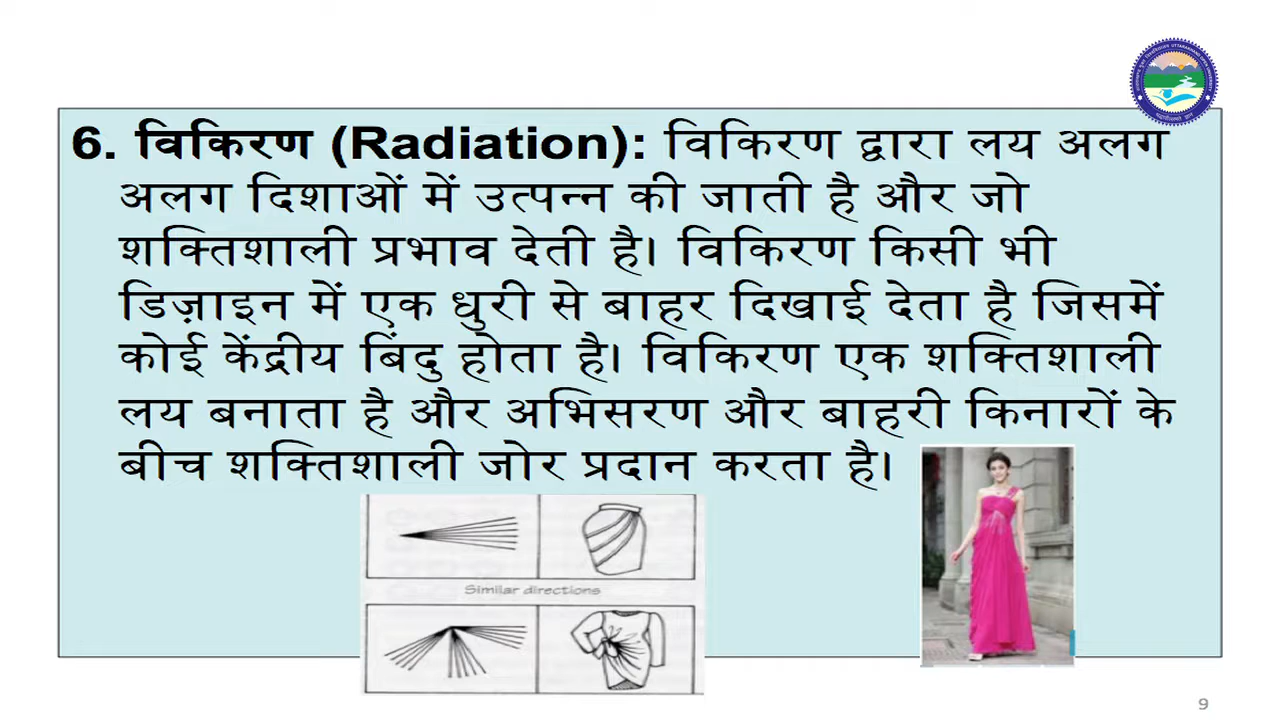 6. विकिरण (Radiation): विकिरण द्वारा लय अलग
अलग दिशाओं में उत्पन्न की जाती है और जो
शक्तिशाली प्रभाव देती है। विकिरण किसी भी
डिज़ाइन में एक धुरी से बाहर दिखाई देता है जिसमें
कोई केंद्रीय बिंदु होता है। विकिरण एक शक्तिशाली
लय बनाता है और अभिसरण और बाहरी किनारों के
बीच शक्तिशाली जोर प्रदान करता है।
Similar directions
9